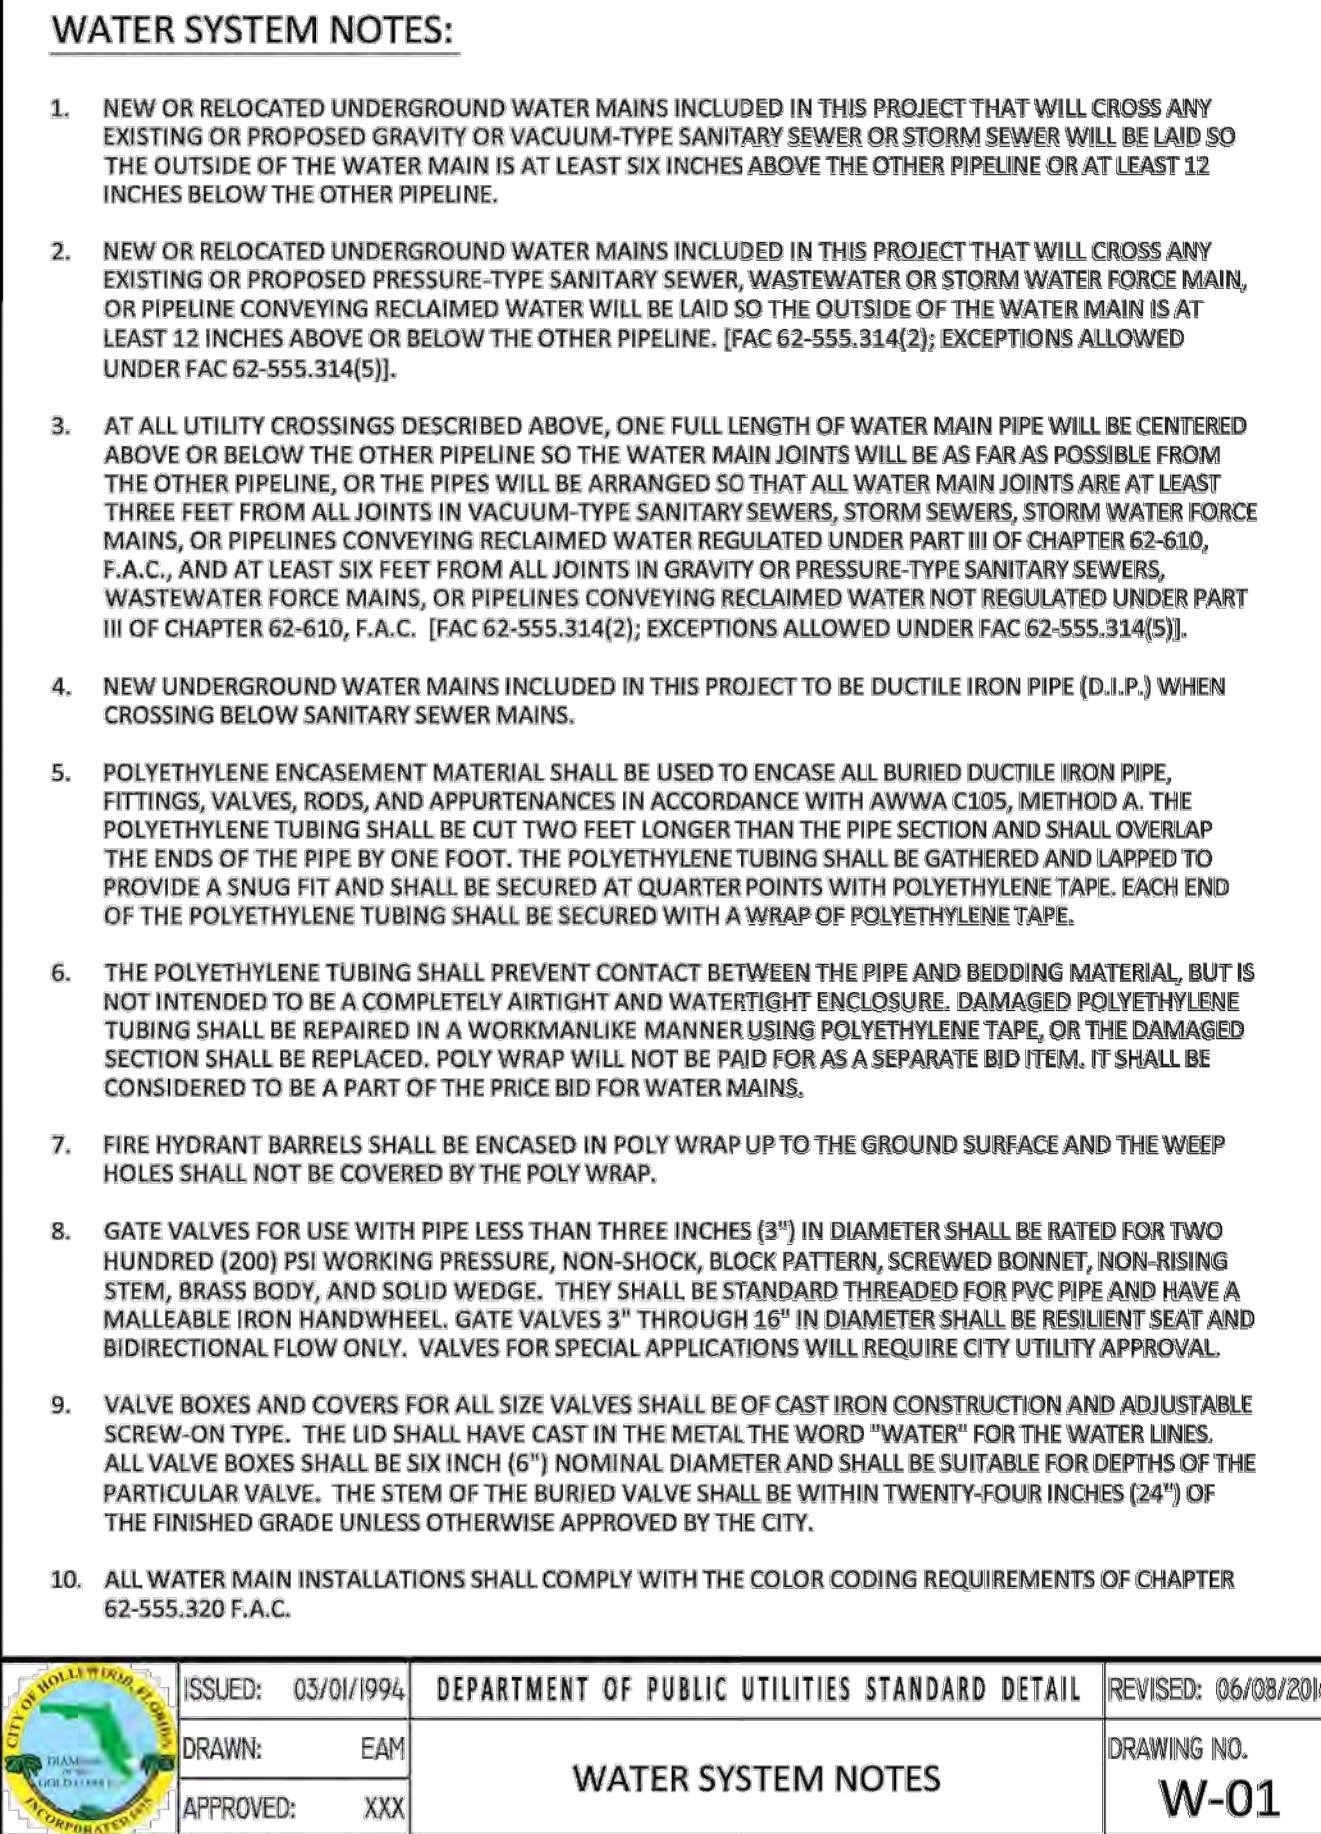 WATER SYSTEM NOTES:
1. NEW OR RELOCATED UNDERGROUND WATER MAINS INCLUDED IN THIS PROJECT THAT WILL CROSS ANY
EXISTING OR PROPOSED GRAVITY OR VACUUM-TYPE SANITARY SEWER OR STORM SEWER WILL BE LAID SO
THE OUTSIDE OF THE WATER MAIN IS AT LEAST SIX INCHES ABOVE THE OTHER PIPELINE OR AT LEAST 12
INCHES BELOW THE OTHER PIPELINE.
2. NEW OR RELOCATED UNDERGROUND WATER MAINS INCLUDED IN THIS PROJECT THAT WILL CROSS ANY
EXISTING OR PROPOSED PRESSURE-TYPE SANITARY SEWER, WASTEWATER OR STORM WATER FORCE MAIN,
OR PIPELINE CONVEYING RECLAIMED WATER WILL BE LAID SO THE OUTSIDE OF THE WATER MAIN IS AT
LEAST 12 INCHES ABOVE OR BELOW THE OTHER PIPELINE. [FAC 62-555.314(2); EXCEPTIONS ALLOWED
UNDER FAC 62-555.314(5)].
3. AT ALL UTILITY CROSSINGS DESCRIBED ABOVE, ONE FULL LENGTH OF WATER MAIN PIPE WILL BE CENTERED
ABOVE OR BELOW THE OTHER PIPELINE SO THE WATER MAIN JOINTS WILL BE AS FAR AS POSSIBLE FROM
THE OTHER PIPELINE, OR THE PIPES WILL BE ARRANGED SO THAT ALL WATER MAIN JOINTS ARE AT LEAST
THREE FEET FROM ALL JOINTS IN VACUUM-TYPE SANITARY SEWERS, STORM SEWERS, STORM WATER FORCE
MAINS, OR PIPELINES CONVEYING RECLAIMED WATER REGULATED UNDER PART III OF CHAPTER 62-610,
F.A.C., AND AT LEAST SIX FEET FROM ALL JOINTS IN GRAVITY OR PRESSURE-TYPE SANITARY SEWERS,
WASTEWATER FORCE MAINS, OR PIPELINES CONVEYING RECLAIMED WATER NOT REGULATED UNDER PART
III OF CHAPTER 62-610, F.A.C. [FAC 62-555.314(2); EXCEPTIONS ALLOWED UNDER FAC 62-555.314(5)].
4. NEW UNDERGROUND WATER MAINS INCLUDED IN THIS PROJECT TO BE DUCTILE IRON PIPE (D.I.P.) WHEN
CROSSING BELOW SANITARY SEWER MAINS.
5. POLYETHYLENE ENCASEMENT MATERIAL SHALL BE USED TO ENCASE ALL BURIED DUCTILE IRON PIPE,
FITTINGS, VALVES, RODS, AND APPURTENANCES IN ACCORDANCE WITH AWWA C105, METHOD A. THE
POLYETHYLENE TUBING SHALL BE CUT TWO FEET LONGER THAN THE PIPE SECTION AND SHALL OVERLAP
THE ENDS OF THE PIPE BY ONE FOOT. THE POLYETHYLENE TUBING SHALL BE GATHERED AND LAPPED TO
PROVIDE A SNUG FIT AND SHALL BE SECURED AT QUARTER POINTS WITH POLYETHYLENE TAPE. EACH END
OF THE POLYETHYLENE TUBING SHALL BE SECURED WITH A WRAP OF POLYETHYLENE TAPE.
6. THE POLYETHYLENE TUBING SHALL PREVENT CONTACT BETWEEN THE PIPE AND BEDDING MATERIAL, BUT IS
NOT INTENDED TO BE A COMPLETELY AIRTIGHT AND WATERTIGHT ENCLOSURE. DAMAGED POLYETHYLENE
TUBING SHALL BE REPAIRED IN A WORKMANLIKE MANNER USING POLYETHYLENE TAPE, OR THE DAMAGED
SECTION SHALL BE REPLACED. POLY WRAP WILL NOT BE PAID FOR AS A SEPARATE BID ITEM. IT SHALL BE
CONSIDERED TO BE A PART OF THE PRICE BID FOR WATER MAINS.
7. FIRE HYDRANT BARRELS SHALL BE ENCASED IN POLY WRAP UP TO THE GROUND SURFACE AND THE WEEP
HOLES SHALL NOT BE COVERED BY THE POLY WRAP.
8. GATE VALVES FOR USE WITH PIPE LESS THAN THREE INCHES (3") IN DIAMETER SHALL BE RATED FOR TWO
HUNDRED (200) PSI WORKING PRESSURE, NON-SHOCK, BLOCK PATTERN, SCREWED BONNET, NON-RISING
STEM, BRASS BODY, AND SOLID WEDGE. THEY SHALL BE STANDARD THREADED FOR PVC PIPE AND HAVE A
MALLEABLE IRON HANDWHEEL. GATE VALVES 3" THROUGH 16" IN DIAMETER SHALL BE RESILIENT SEAT AND
BIDIRECTIONAL FLOW ONLY. VALVES FOR SPECIAL APPLICATIONS WILL REQUIRE CITY UTILITY APPROVAL.
9. VALVE BOXES AND COVERS FOR ALL SIZE VALVES SHALL BE OF CAST IRON CONSTRUCTION AND ADJUSTABLE
SCREW-ON TYPE. THE LID SHALL HAVE CAST IN THE METAL THE WORD "WATER" FOR THE WATER LINES.
ALL VALVE BOXES SHALL BE SIX INCH (6") NOMINAL DIAMETER AND SHALL BE SUITABLE FOR DEPTHS OF THE
PARTICULAR VALVE. THE STEM OF THE BURIED VALVE SHALL BE WITHIN TWENTY-FOUR INCHES (24") OF
THE FINISHED GRADE UNLESS OTHERWISE APPROVED BY THE CITY.
10. ALL WATER MAIN INSTALLATIONS SHALL COMPLY WITH THE COLOR CODING REQUIREMENTS OF CHAPTER
62-555.320 F.A.C.
CITY OF HOLLYWOOD, FLORIDA
INCORPORATED
ISSUED: 03/01/1994
DRAWN: EAM
APPROVED: XXX
DEPARTMENT OF PUBLIC UTILITIES STANDARD DETAIL
WATER SYSTEM NOTES
REVISED: 06/08/201
DRAWING NO.
W-01